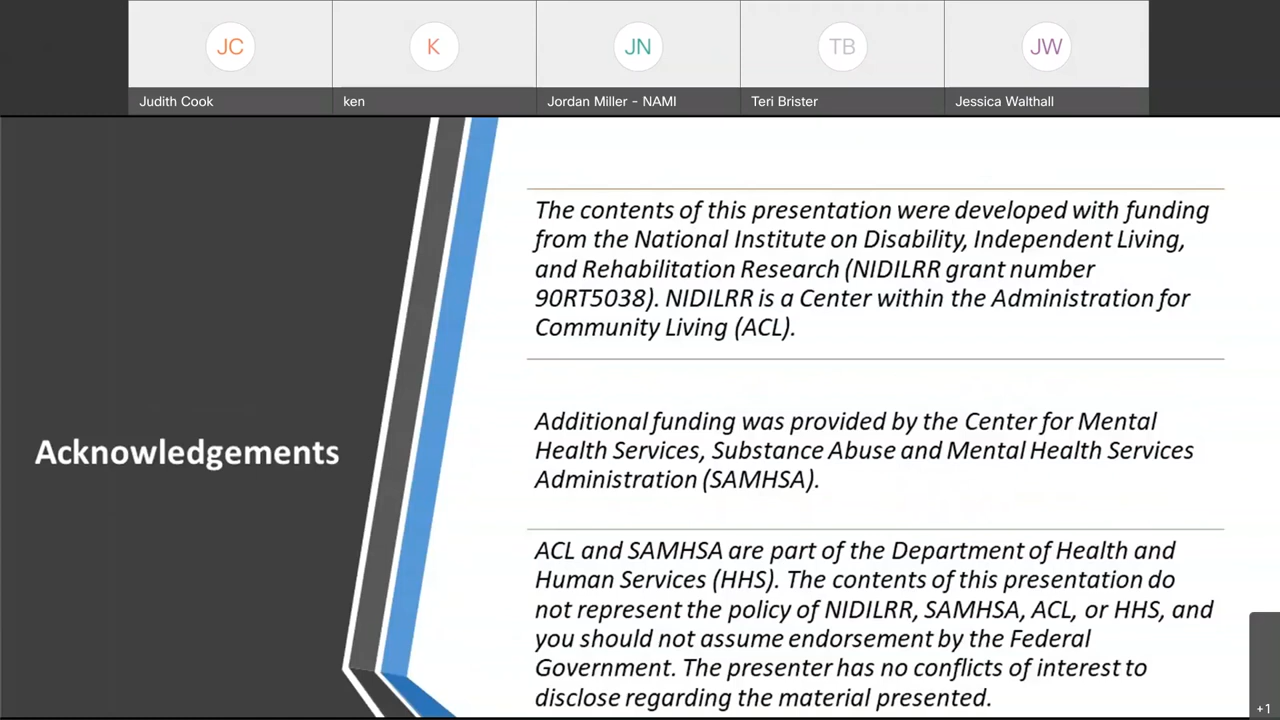 JC
K
JN
TB
JW
Judith Cook
ken
Jordan Miller - NAMI
Teri Brister
Jessica Walthall
Acknowledgements
The contents of this presentation were developed with funding
from the National Institute on Disability, Independent Living,
and Rehabilitation Research (NIDILRR grant number
90RT5038). NIDILRR is a Center within the Administration for
Community Living (ACL).
Additional funding was provided by the Center for Mental
Health Services, Substance Abuse and Mental Health Services
Administration (SAMHSA).
ACL and SAMHSA are part of the Department of Health and
Human Services (HHS). The contents of this presentation do
not represent the policy of NIDILRR, SAMHSA, ACL, or HHS, and
you should not assume endorsement by the Federal
Government. The presenter has no conflicts of interest to
disclose regarding the material presented.
+1